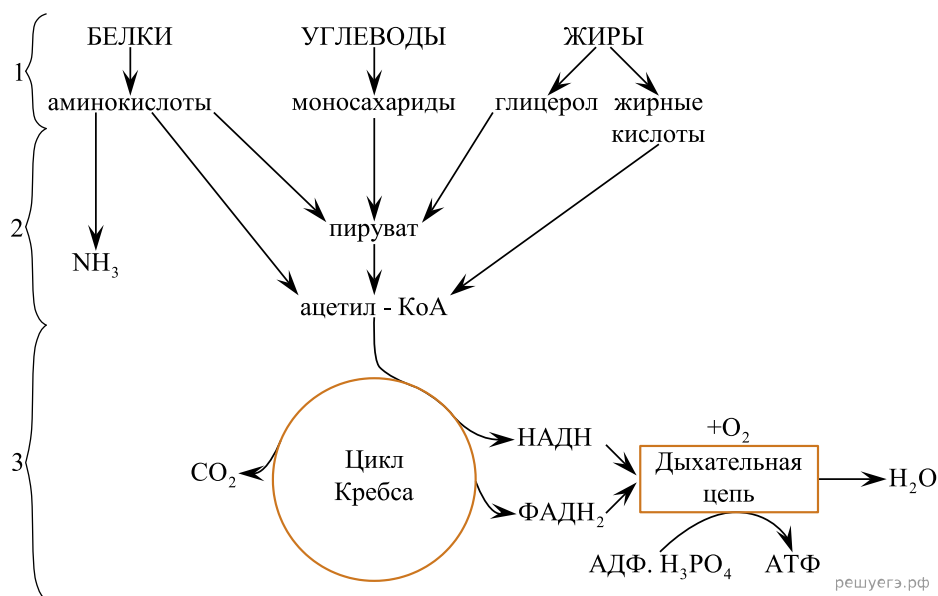 БЕЛКИ УГЛЕВОДЫ ЖИРЫ
1
аминокислоты моносахариды глицерол жирные
кислоты
2
пируват
NH3
ацетил - КоА
+O2
НАДН
3
Цикл
Кребса
Дыхательная
цепь
CO2
H2O
ФАДН2
АДФ. H3PO4 АТФ
решуегэ.рф